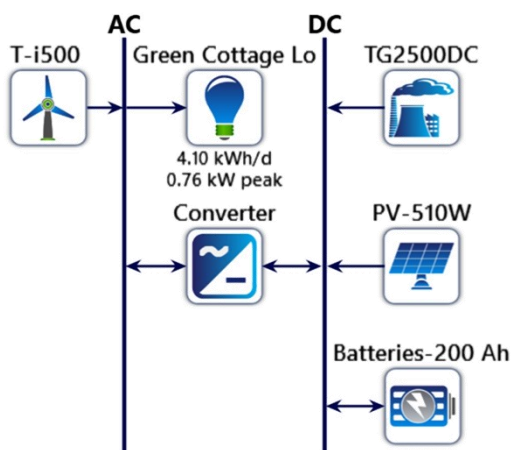 AC
DC
T-i500
Green Cottage Lo
TG2500DC
4.10 kWh/d
0.76 kW peak
Converter
PV-510W
Batteries-200 Ah